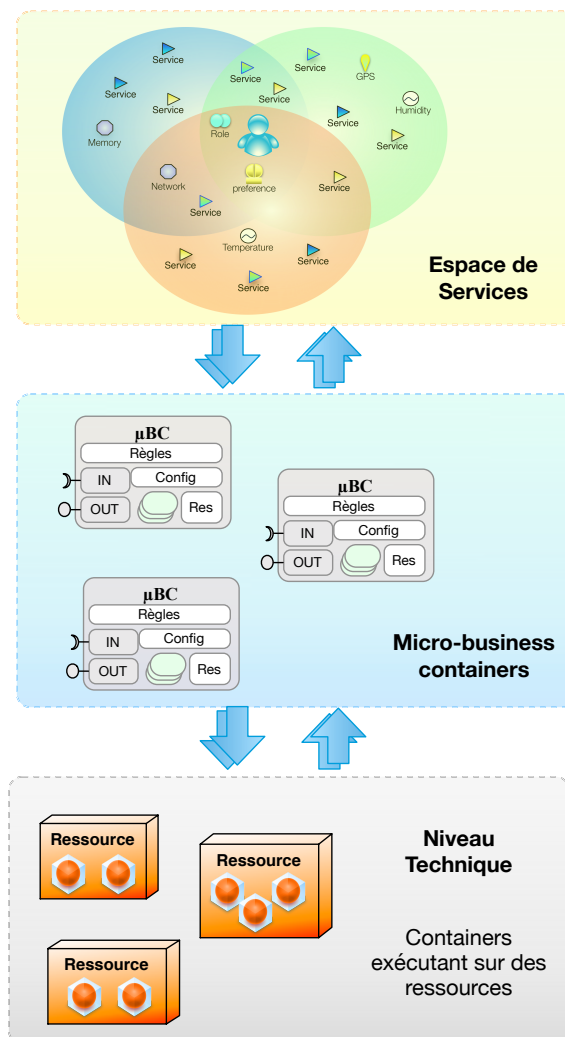 Service
Service
Service
GPS
Service
Service
Service
Humidity
Service
Service
Memory
Role
Network
preference
Service
Service
Temperature
Service
Service
Service
Espace de
Services
µBC
Règles
IN
Config
OUT
Res
µBC
Règles
IN
Config
OUT
Res
µBC
Règles
IN
Config
OUT
Res
Micro-business
containers
Ressource
Ressource
Ressource
Niveau
Technique
Containers
exécutant sur des
ressources